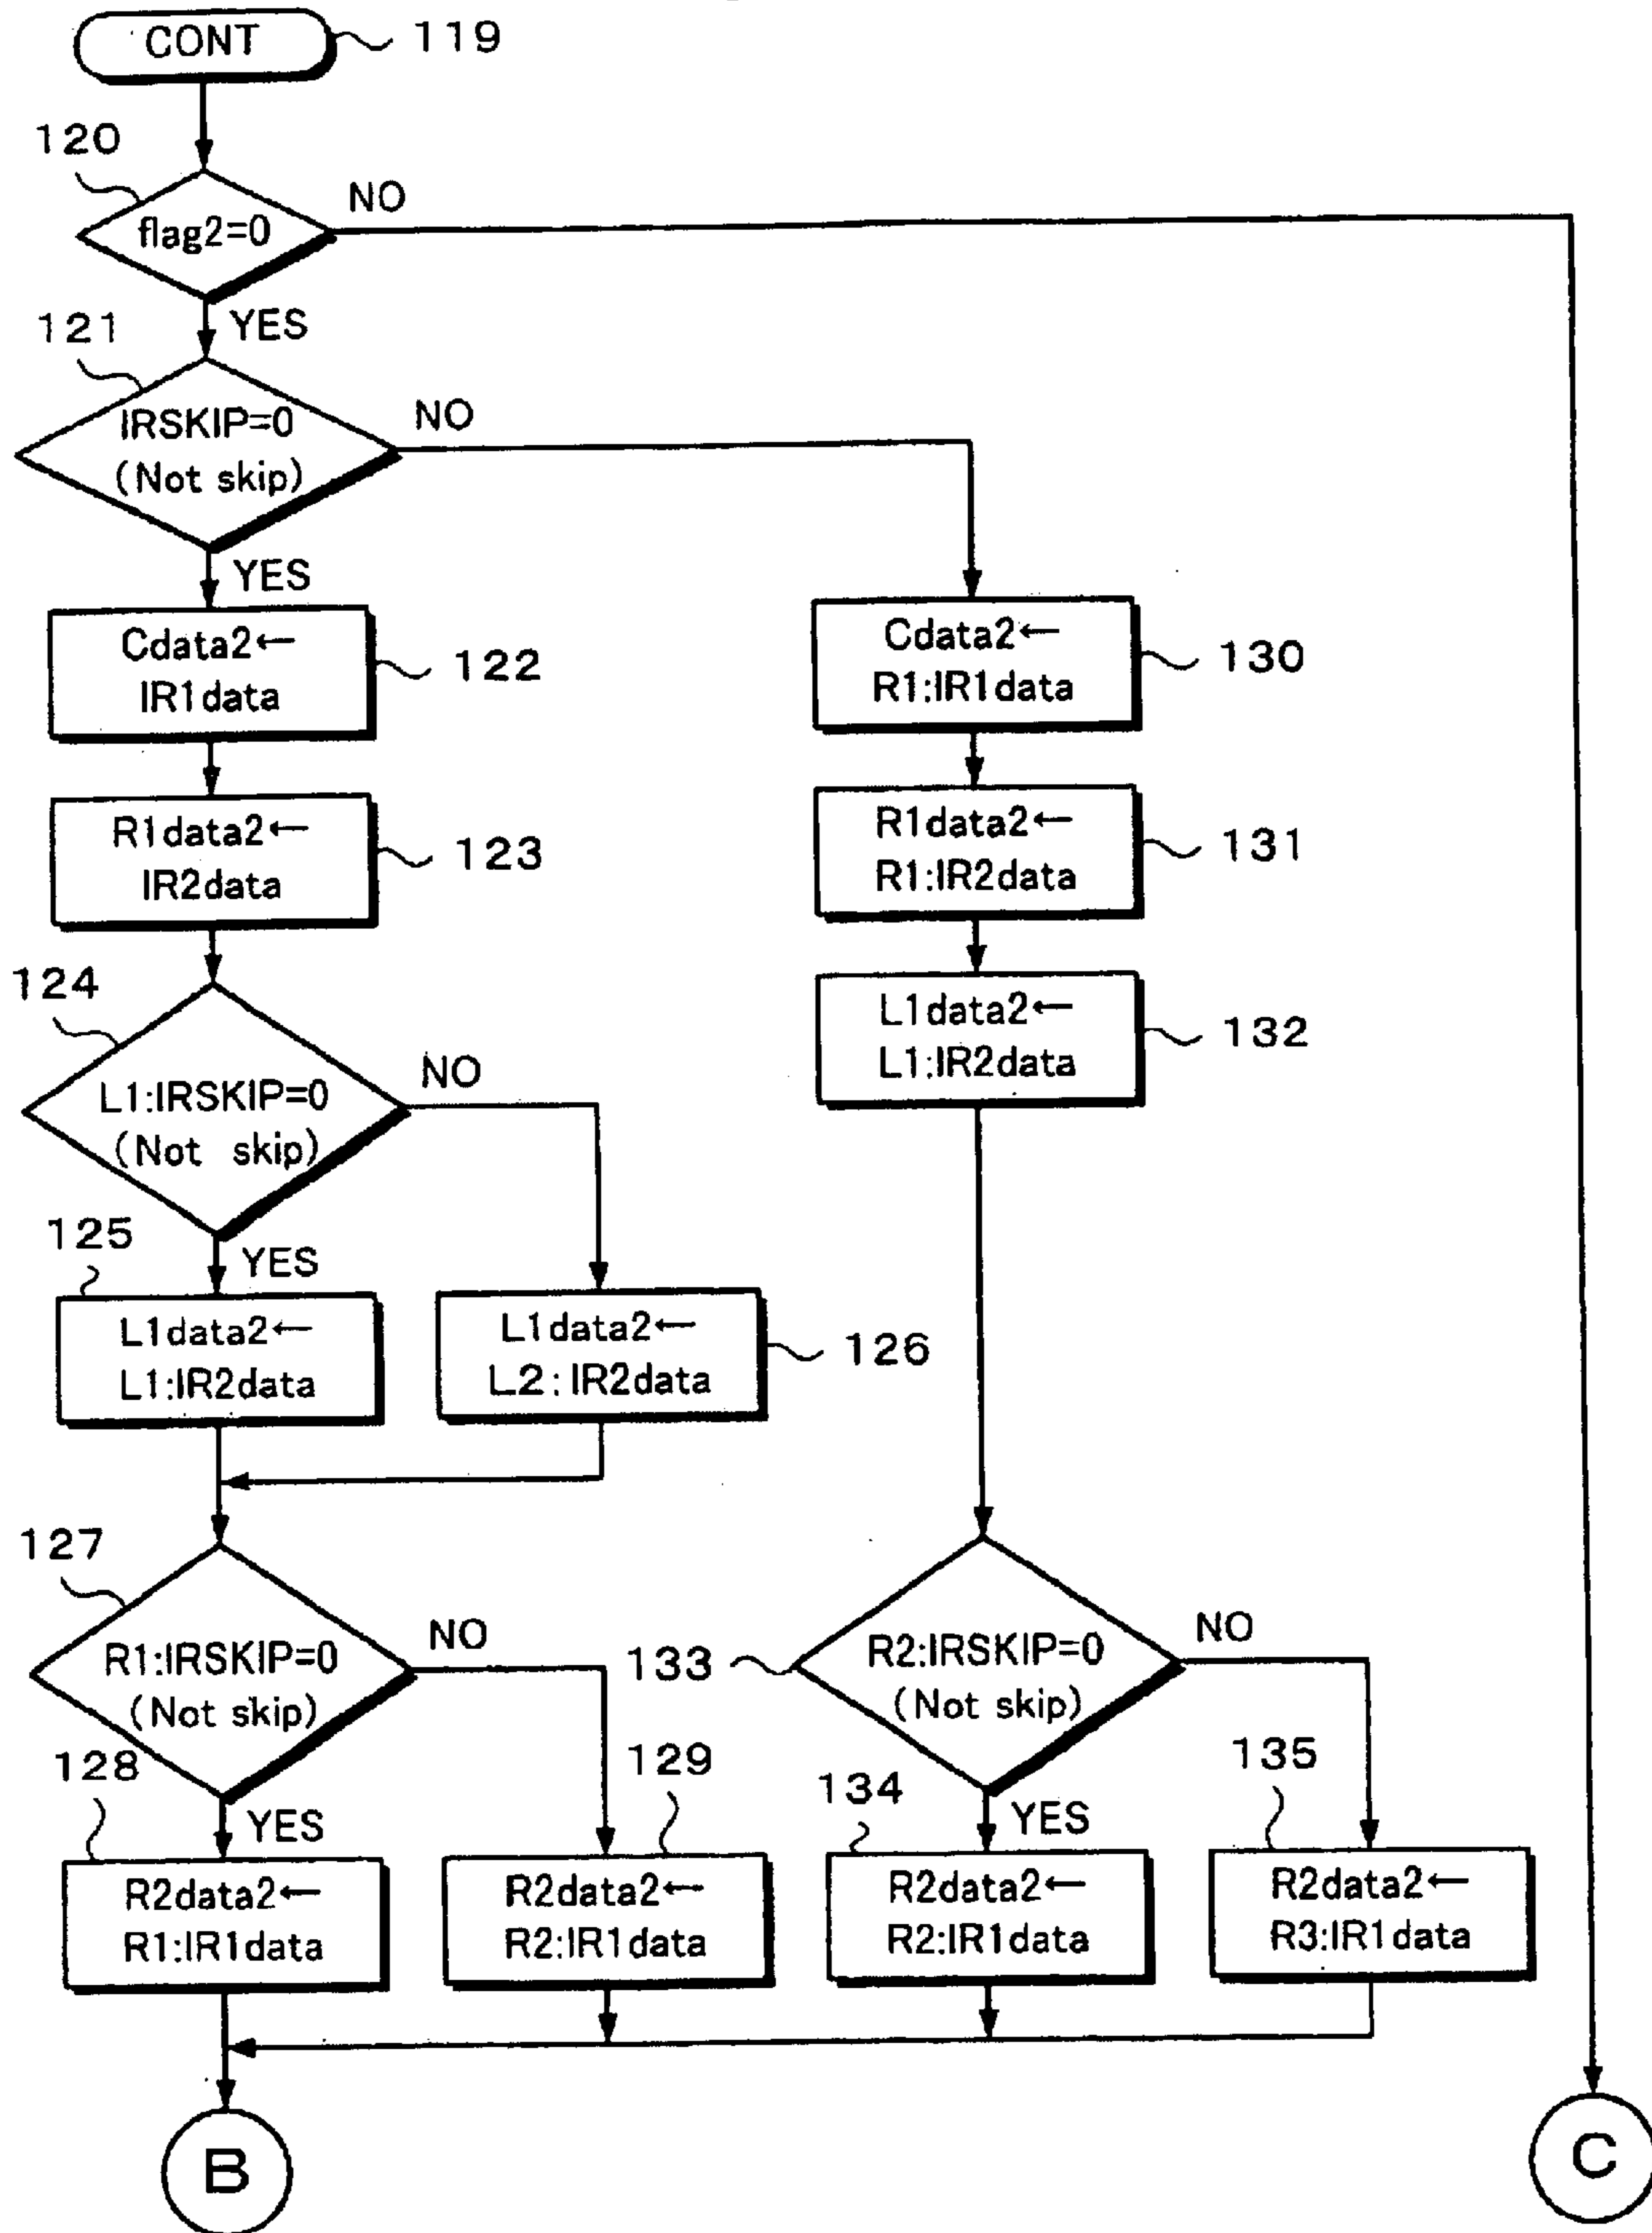 CONT
119
120
flag2=0
NO
YES
121
IRSKIP=0
(Not skip)
NO
YES
Cdata2←
IR1data
122
Cdata2←
R1:IR1data
130
R1data2←
IR2data
123
R1data2←
R1:IR2data
131
124
L1:IRSKIP=0
(Not skip)
NO
YES
L1data2←
L1:IR2data
132
125
L1data2←
L1:IR2data
L1data2←
L2:IR2data
126
127
R1:IRSKIP=0
(Not skip)
NO
YES
133
R2:IRSKIP=0
(Not skip)
NO
YES
128
R2data2←
R1:IR1data
129
R2data2←
R2:IR1data
134
R2data2←
R2:IR1data
135
R2data2←
R3:IR1data
B
C